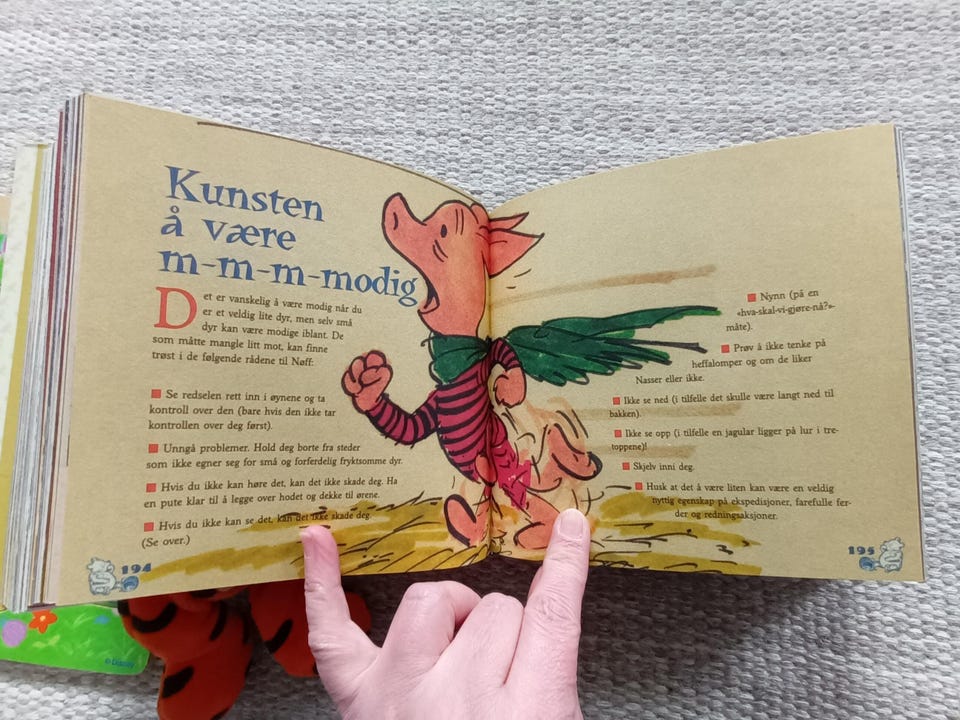 Kunsten
å være
m-m-m-modig
Det er vanskelig å være modig når du
er et veldig lite dyr, men selv små
dyr kan være modige iblant. De
som måtte mangle litt mot, kan finne
trøst i de følgende rådene til Nøff:
Se redselen rett inn i øynene og ta
kontroll over den (bare hvis den ikke tar
kontrollen over deg først).
Unngå problemer. Hold deg borte fra steder
som ikke egner seg for små og forferdelig fryktsomme dyr.
Hvis du ikke kan høre det, kan det ikke skade deg. Ha
en pute klar til å legge over hodet og dekke til ørene.
Hvis du ikke kan se det, kan det ikke skade deg.
(Se over.)
194
Nynn (på en
«hva-skal-vi-gjøre-nå?»-
måte).
Prøv å ikke tenke på
heffalomper og om de liker
Nasser eller ikke.
Ikke se ned (i tilfelle det skulle være langt ned til
bakken).
Ikke se opp (i tilfelle en jagular ligger på lur i tre-
toppene)!
Skjelv inni deg.
Husk at det å være liten kan være en veldig
nyttig egenskap på ekspedisjoner, farefulle fer-
der og redningsaksjoner.
195
© Disney